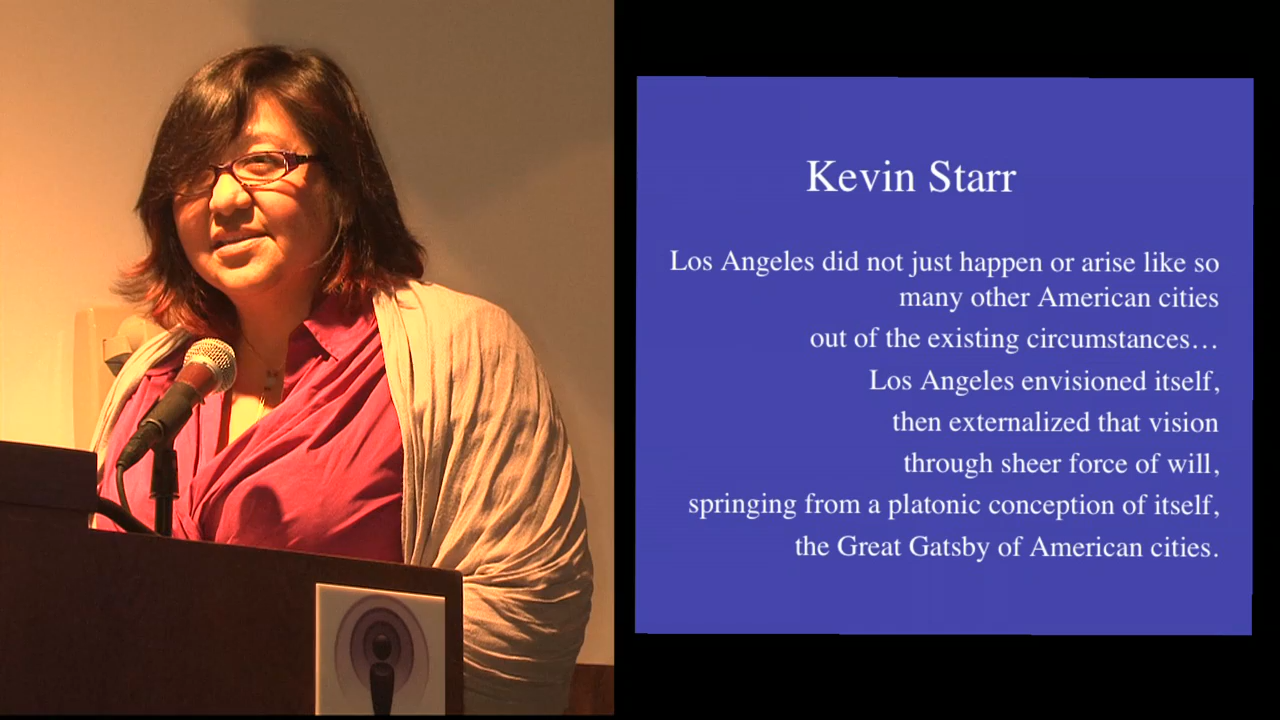 Kevin Starr
Los Angeles did not just happen or arise like so
many other American cities
out of the existing circumstances…
Los Angeles envisioned itself,
then externalized that vision
through sheer force of will,
springing from a platonic conception of itself,
the Great Gatsby of American cities.